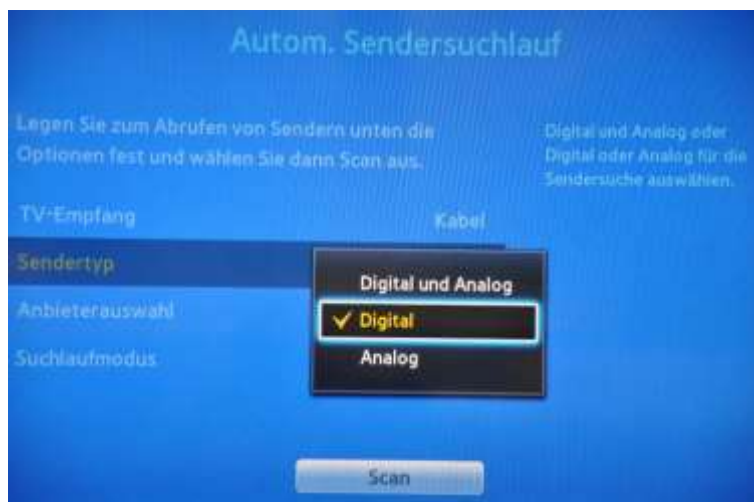 Autom. Sendersuchlauf
Legen Sie zum Abrufen von Sendern unten die
Optionen fest und wählen Sie dann Scan aus.
Digital und Analog oder
Digital oder Analog für die
Sendersuche auswählen.
TV-Empfang Kabel
Sendertyp
Digital und Analog
Digital
Analog
Anbieterauswahl
Suchlaufmodus
Scan